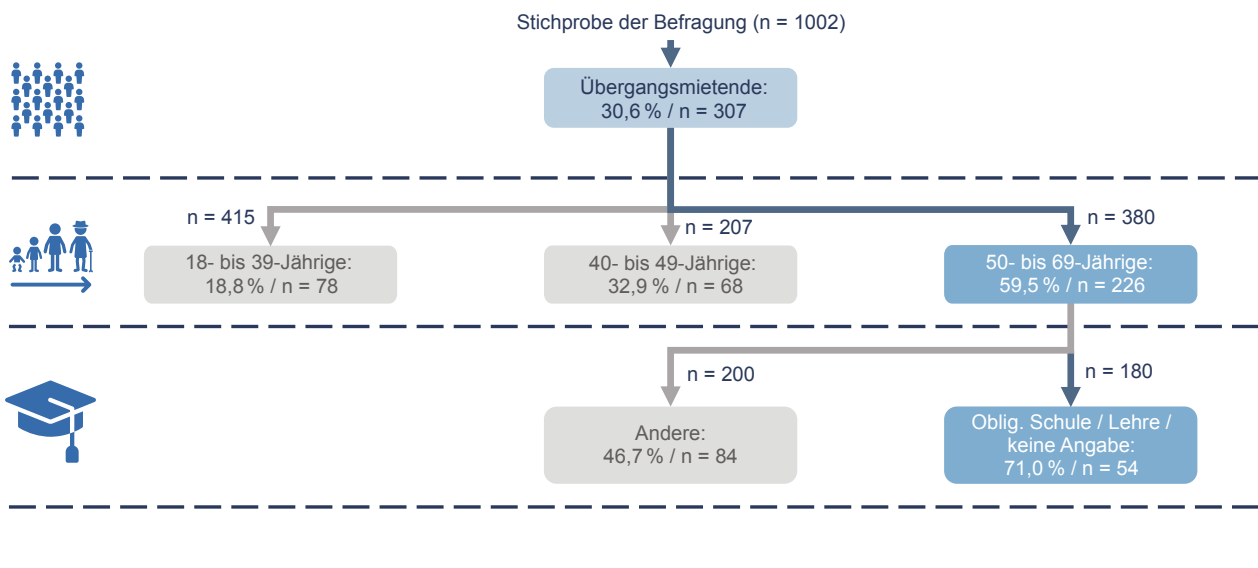 Stichprobe der Befragung (n = 1002)
Übergangsmietende:
30,6 % / n = 307
n = 415
n = 207
n = 380
18- bis 39-Jährige:
18,8 % / n = 78
40- bis 49-Jährige:
32,9 % / n = 68
50- bis 69-Jährige:
59,5 % / n = 226
n = 200
n = 180
Andere:
46,7 % / n = 84
Oblig. Schule / Lehre /
keine Angabe:
71,0 % / n = 54